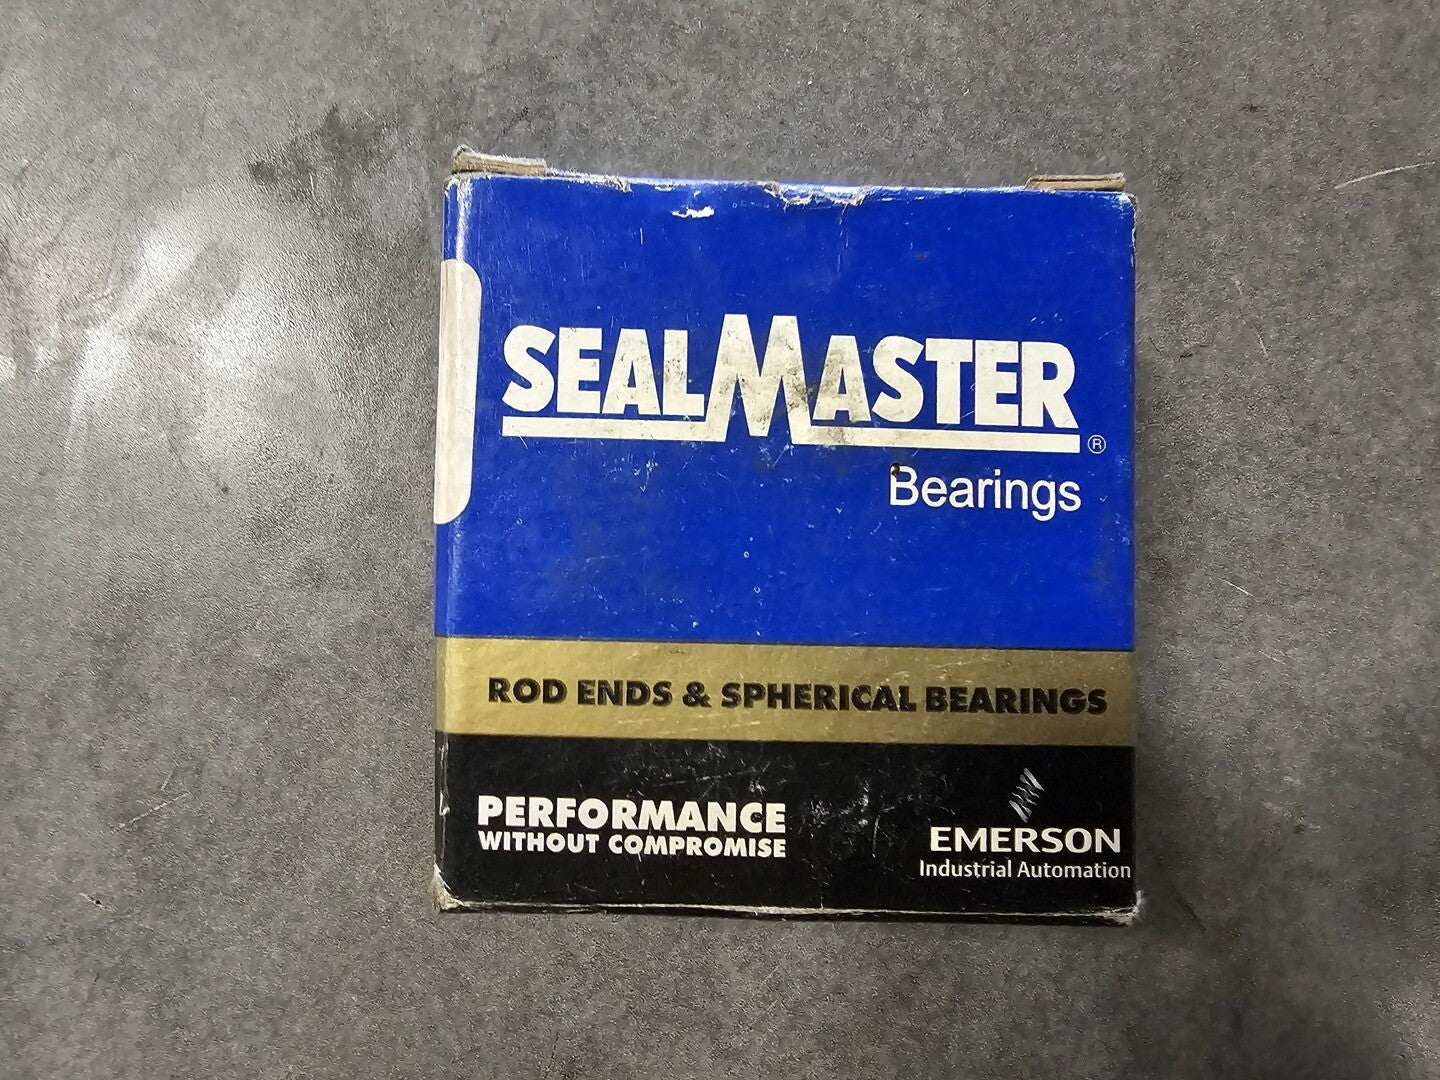 SEALMASTER
®
Bearings
ROD ENDS & SPHERICAL BEARINGS
PERFORMANCE
WITHOUT COMPROMISE
EMERSON
Industrial Automation